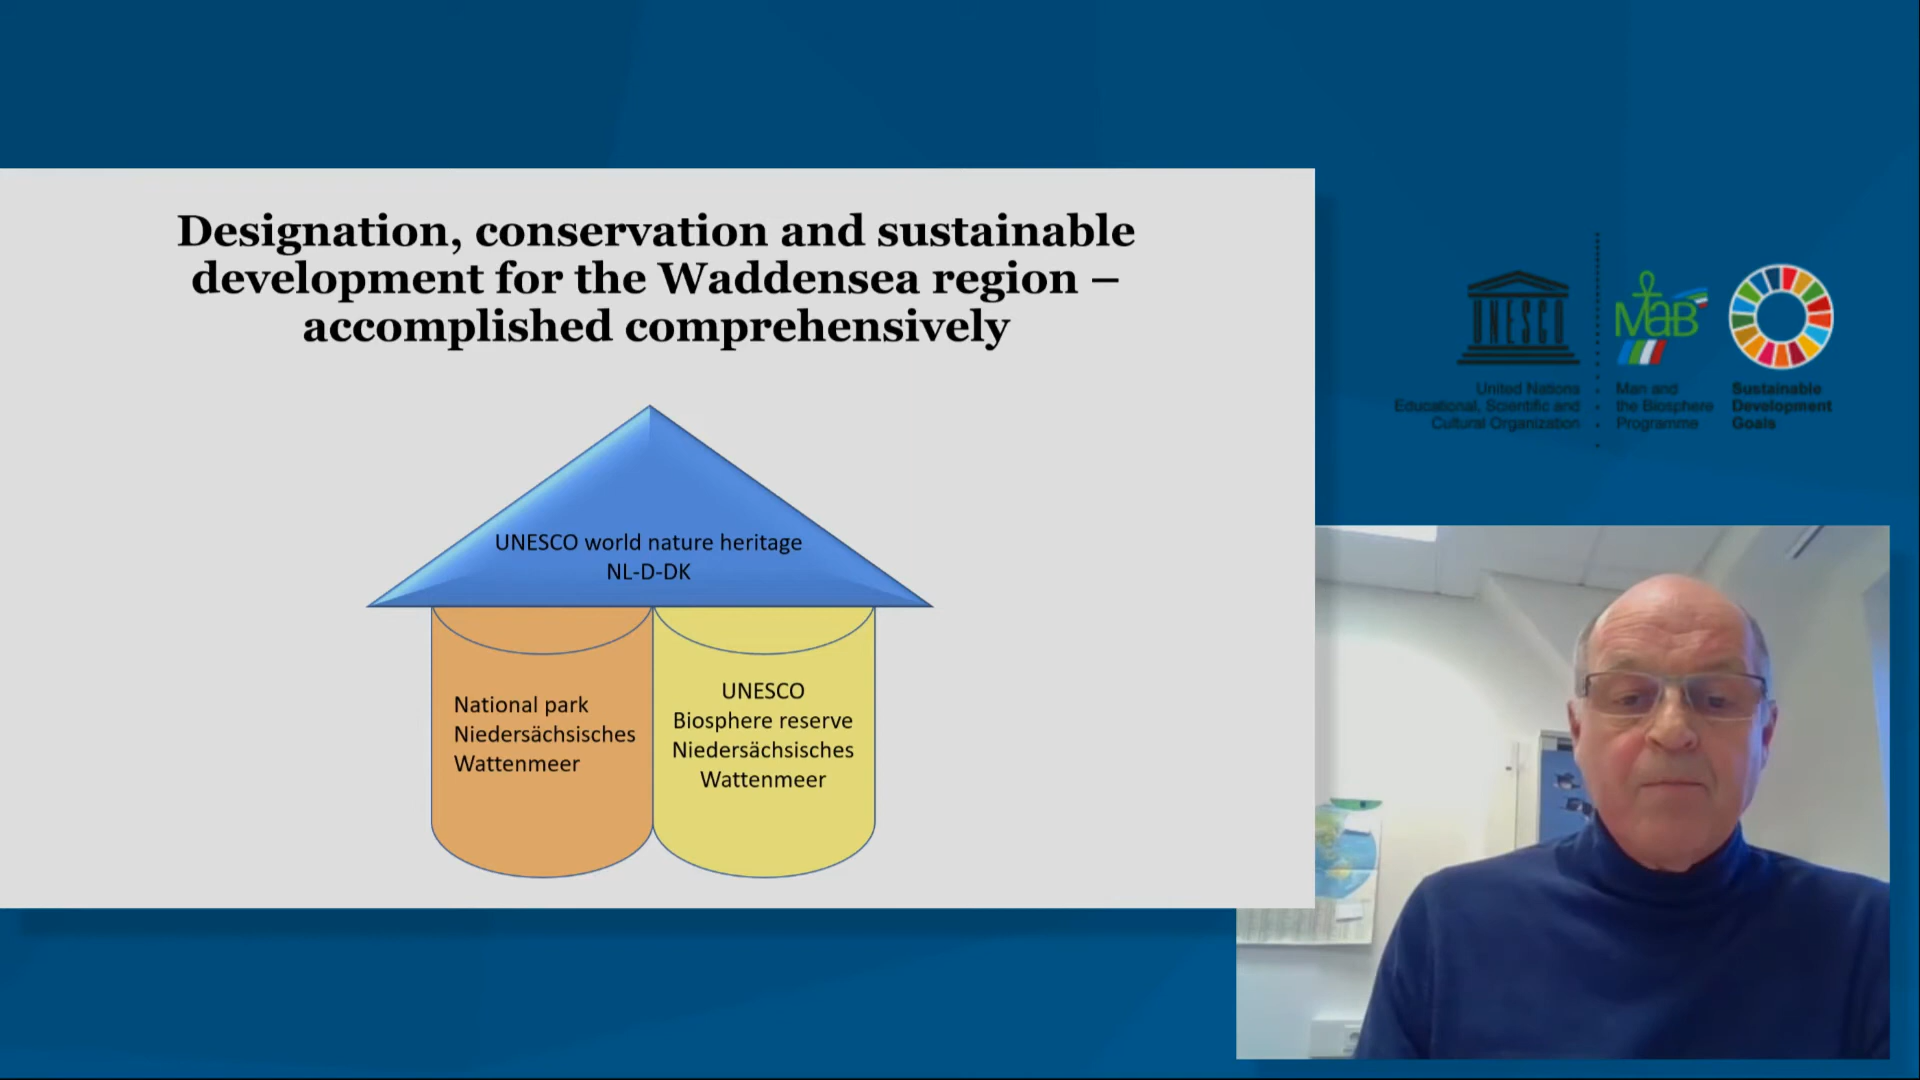 Designation, conservation and sustainable
development for the Waddensea region –
accomplished comprehensively
UNESCO world nature heritage
NL-D-DK
National park
Niedersächsisches
Wattenmeer
UNESCO
Biosphere reserve
Niedersächsisches
Wattenmeer
UNESCO
United Nations
Educational, Scientific and
Cultural Organization
MaB
Man and
the Biosphere
Programme
Sustainable
Development
Goals